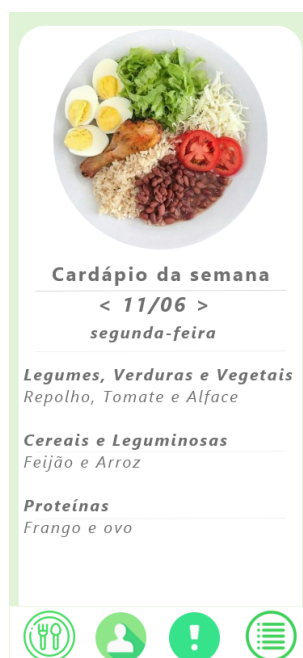 Cardápio da semana
< 11/06 >
segunda-feira
Legumes, Verduras e Vegetais
Repolho, Tomate e Alface
Cereais e Leguminosas
Feijão e Arroz
Proteínas
Frango e ovo